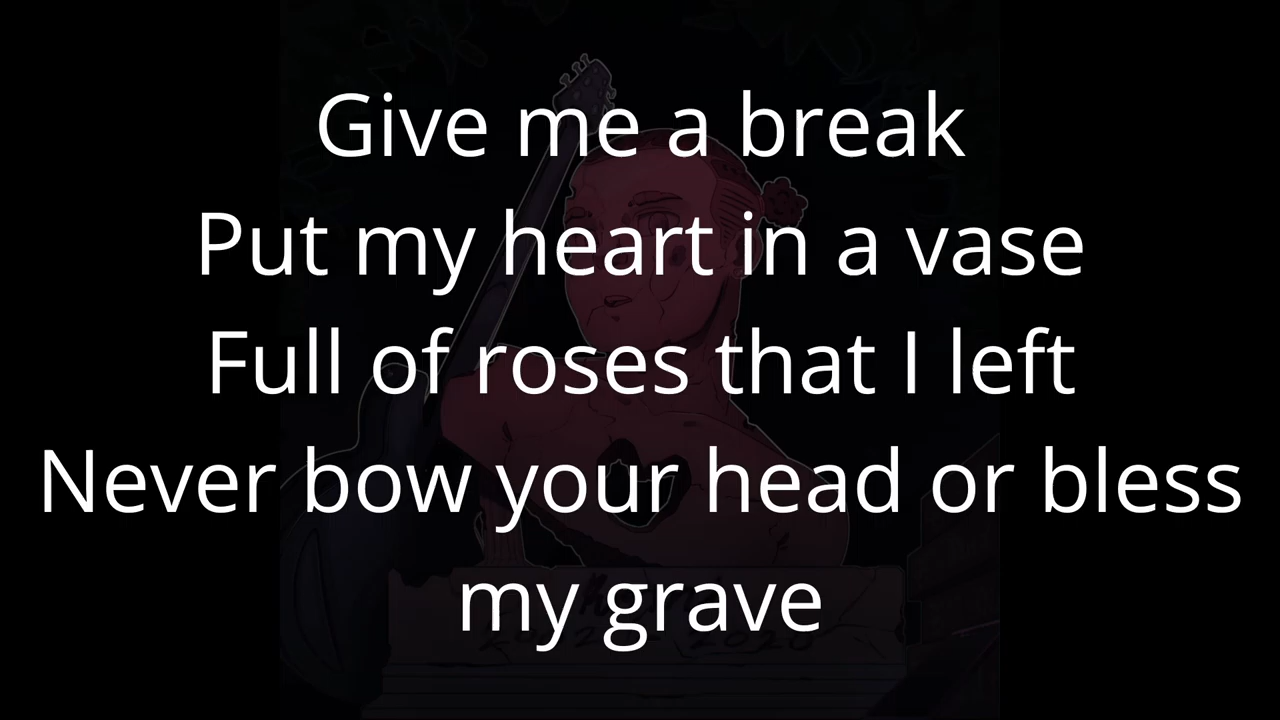 Give me a break
Put my heart in a vase
Full of roses that I left
Never bow your head or bless
my grave